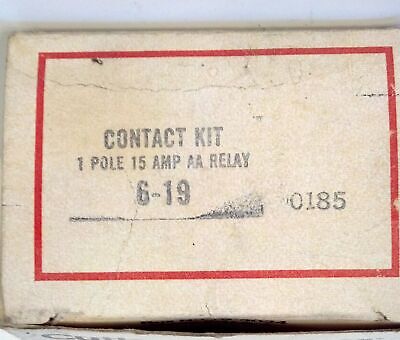 CONTACT KIT
1 POLE 15 AMP AA RELAY
6-19
0185